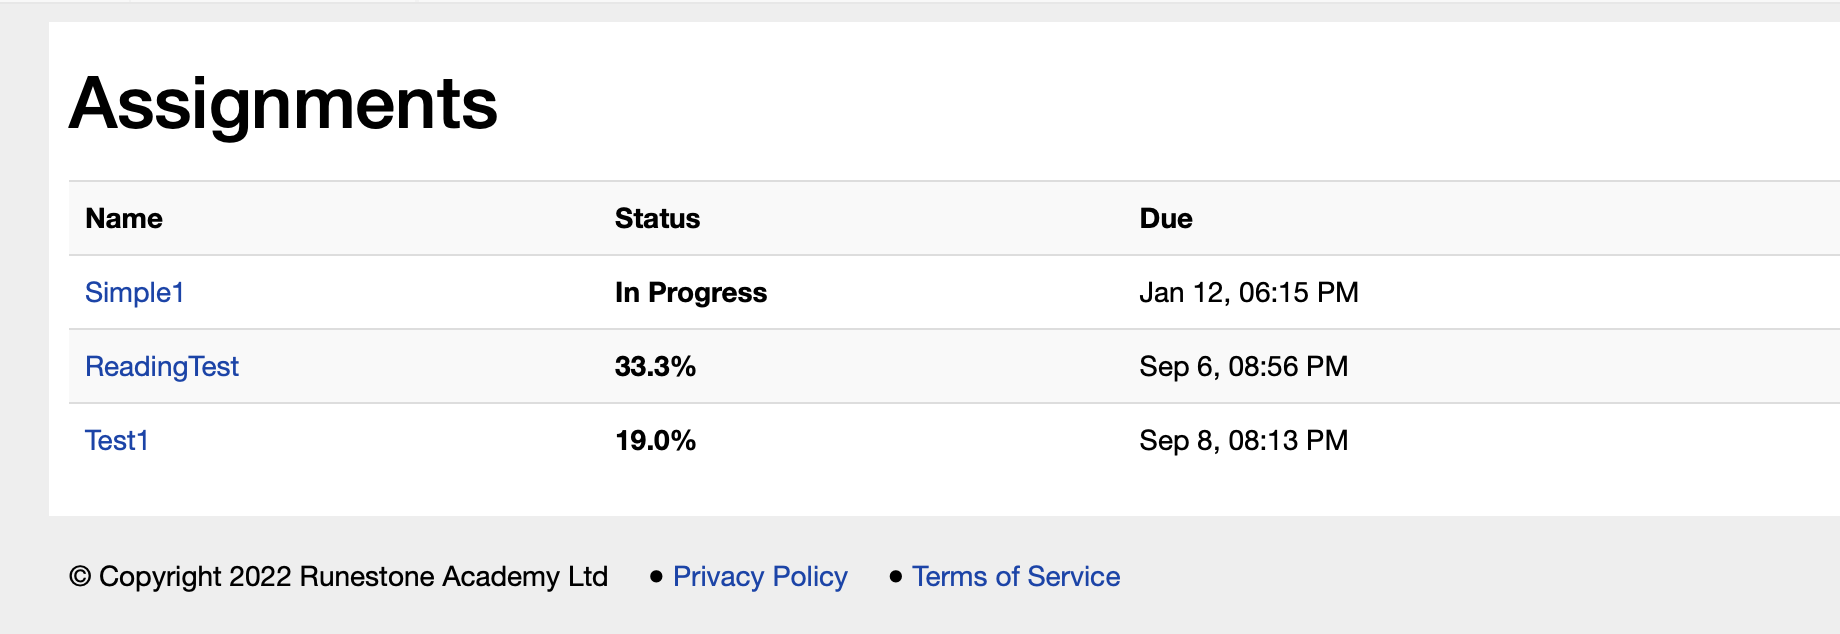 Assignments
Name Status Due
Simple1 In Progress Jan 12, 06:15 PM
ReadingTest 33.3% Sep 6, 08:56 PM
Test1 19.0% Sep 8, 08:13 PM
© Copyright 2022 Runestone Academy Ltd • Privacy Policy • Terms of Service